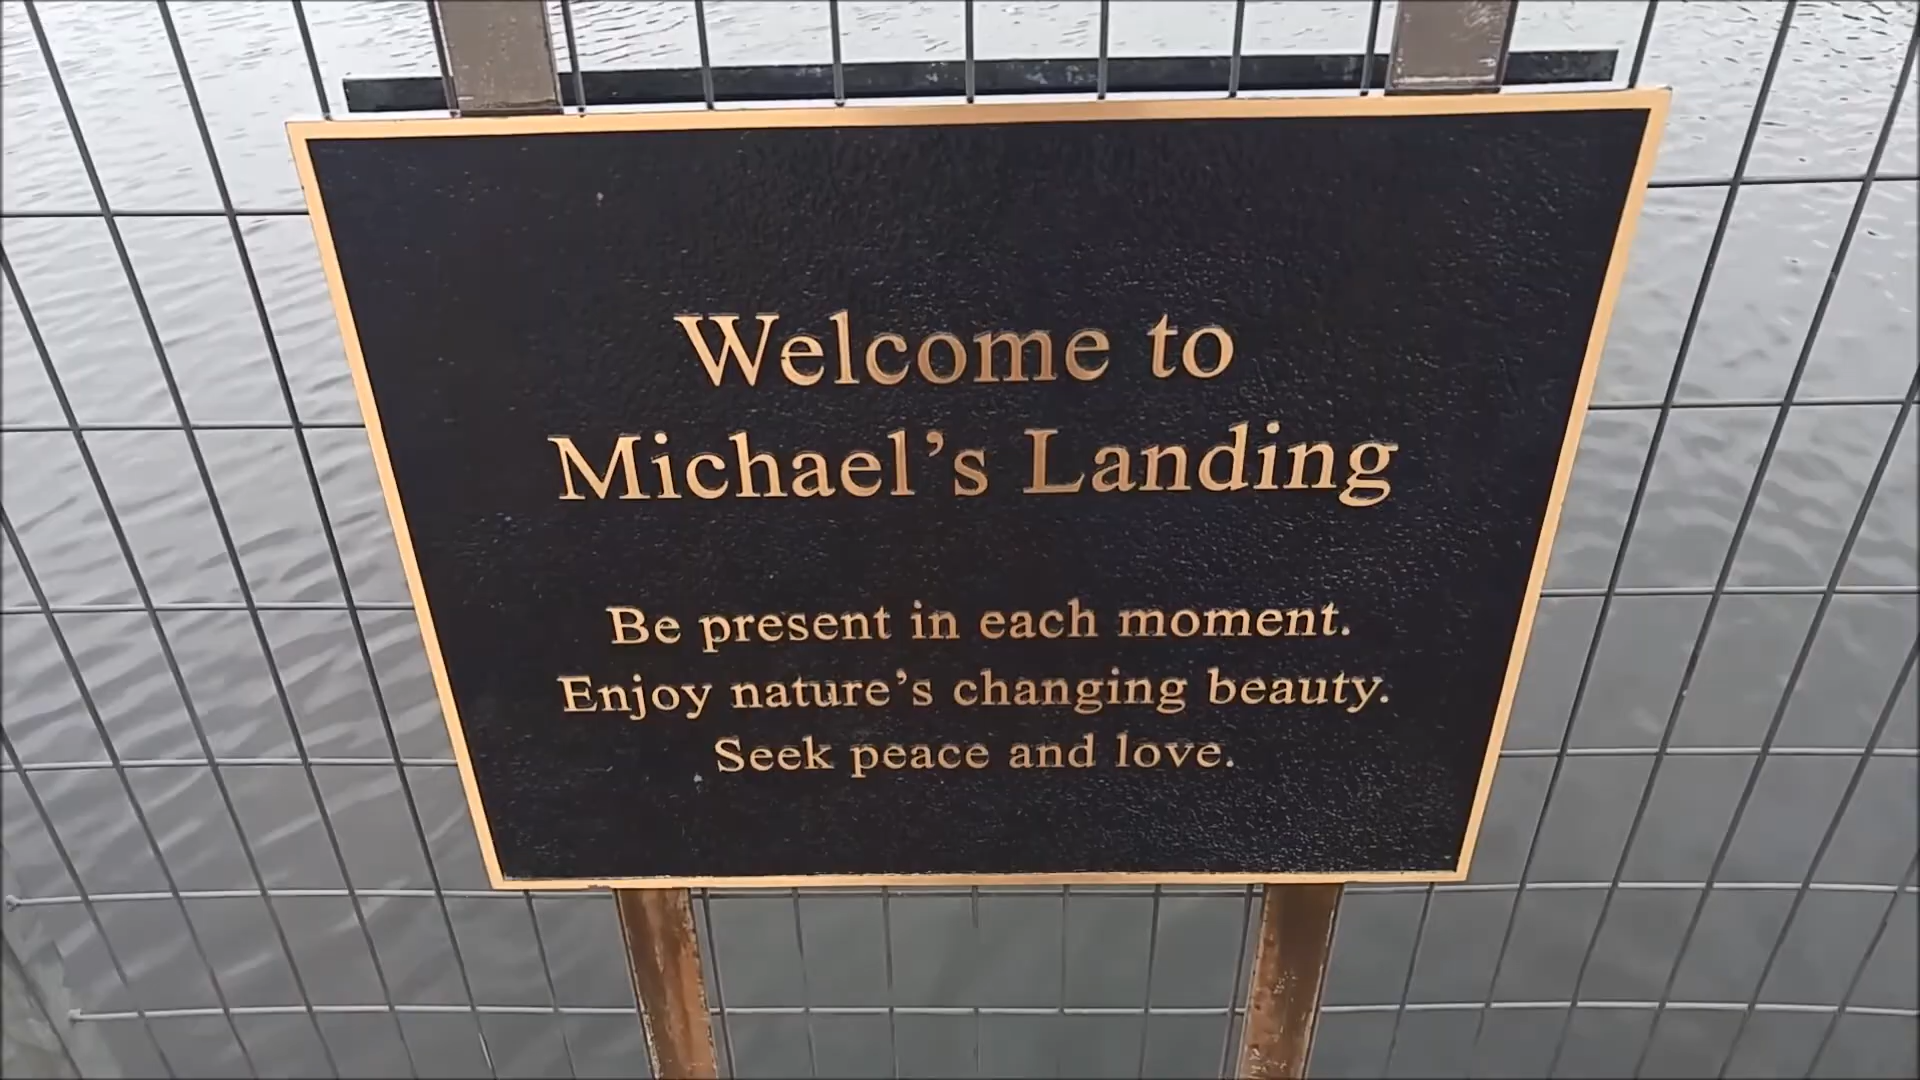 Welcome to
Michael’s Landing
Be present in each moment.
Enjoy nature’s changing beauty.
Seek peace and love.